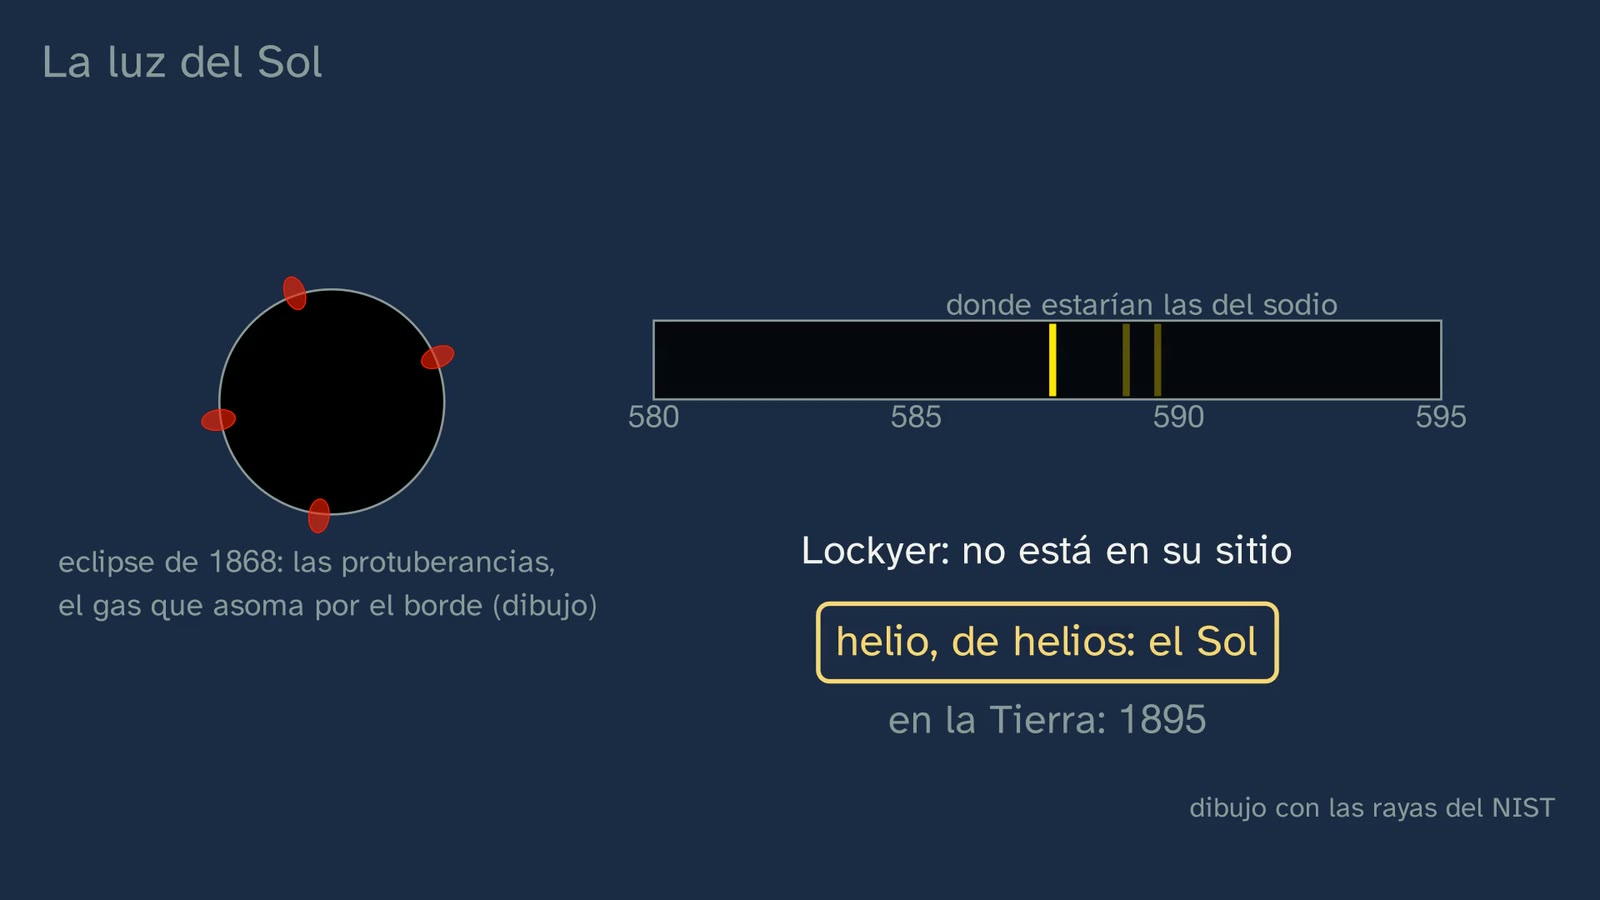 La luz del Sol
donde estarían las del sodio
580 585 590 595
eclipse de 1868: las protuberancias,
el gas que asoma por el borde (dibujo)
Lockyer: no está en su sitio
helio, de helios: el Sol
en la Tierra: 1895
dibujo con las rayas del NIST